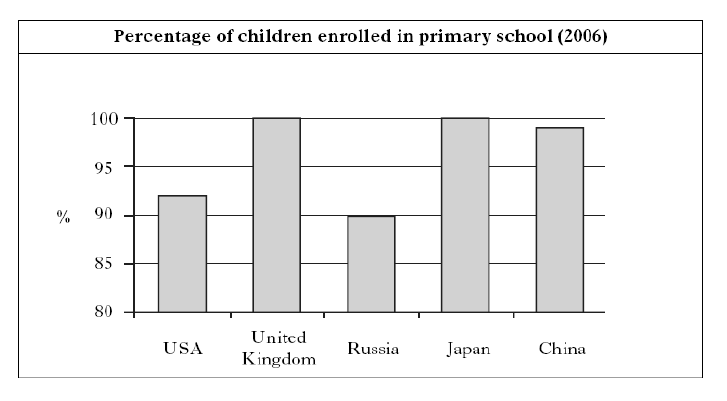 Percentage of children enrolled in primary school (2006)
100
95
%
90
85
80
USA
United
Kingdom
Russia
Japan
China